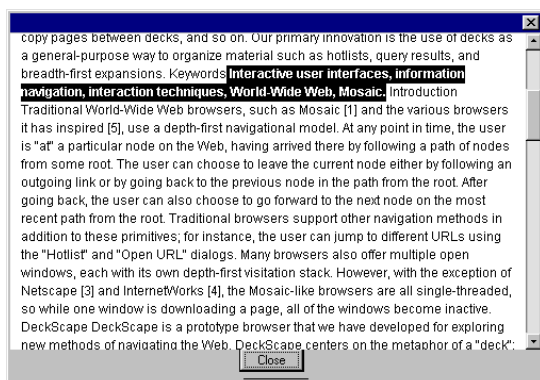 copy pages between decks, and so on. Our primary innovation is the use of decks as
a general-purpose way to organize material such as hotlists, query results, and
breadth-first expansions. Keywords Interactive user interfaces, information
navigation, interaction techniques, World-Wide Web, Mosaic. Introduction
Traditional World-Wide Web browsers, such as Mosaic [1] and the various browsers
it has inspired [5], use a depth-first navigational model. At any point in time, the user
is "at" a particular node on the Web, having arrived there by following a path of nodes
from some root. The user can choose to leave the current node either by following an
outgoing link or by going back to the previous node in the path from the root. After
going back, the user can also choose to go forward to the next node on the most
recent path from the root. Traditional browsers support other navigation methods in
addition to these primitives; for instance, the user can jump to different URLs using
the "Hotlist" and "Open URL" dialogs. Many browsers also offer multiple open
windows, each with its own depth-first visitation stack. However, with the exception of
Netscape [3] and InternetWorks [4], the Mosaic-like browsers are all single-threaded,
so while one window is downloading a page, all of the windows become inactive.
DeckScape DeckScape is a prototype browser that we have developed for exploring
new methods of navigating the Web. DeckScape centers on the metaphor of a "deck";
Close